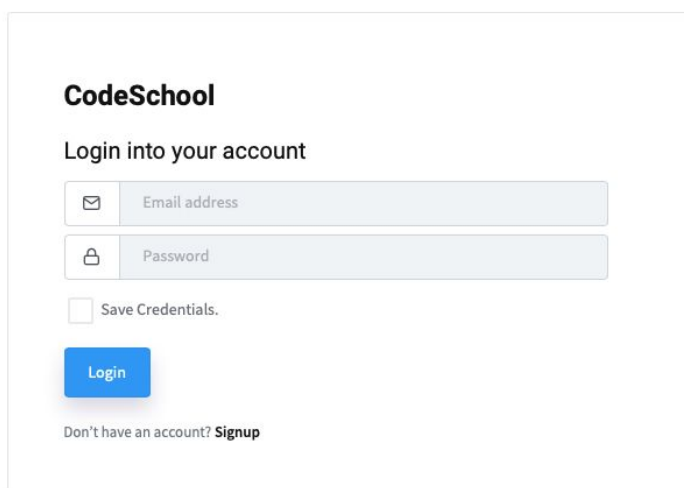 CodeSchool
Login into your account
Email address
Password
Save Credentials.
Login
Don't have an account? Signup